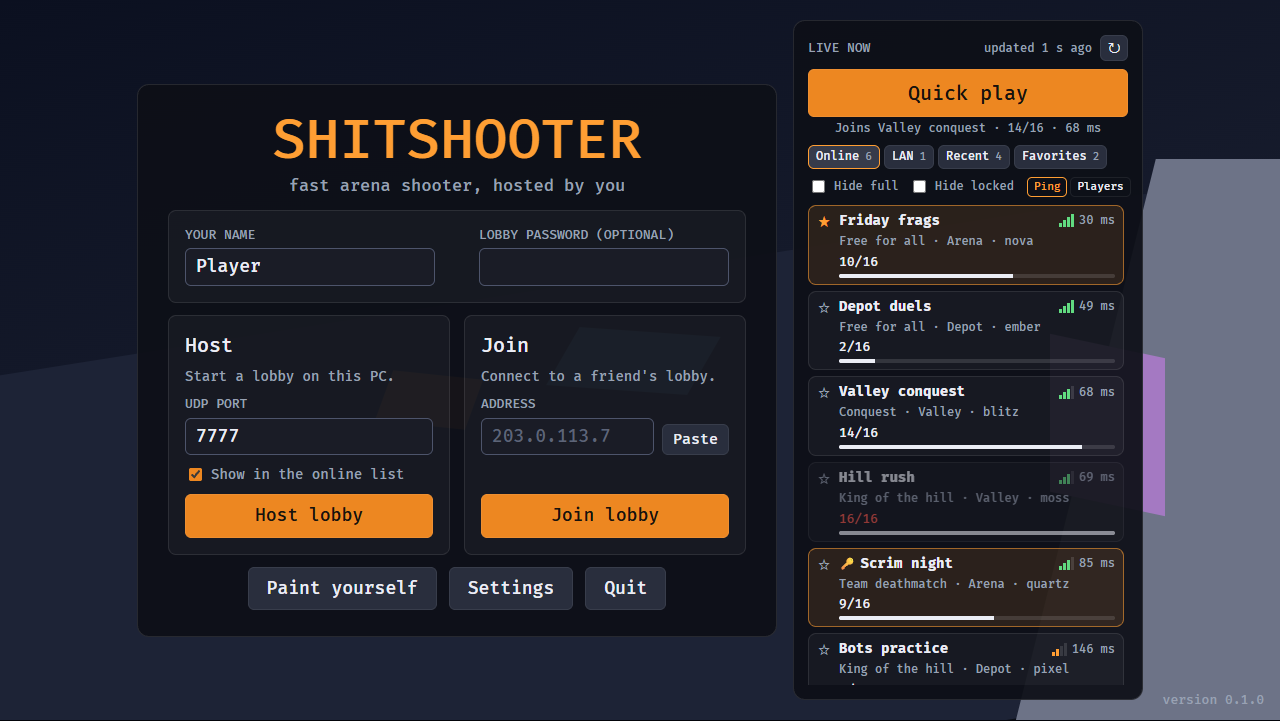 SHITSHOOTER
fast arena shooter, hosted by you
YOUR NAME
Player
LOBBY PASSWORD (OPTIONAL)
Host
Start a lobby on this PC.
UDP PORT
7777
Show in the online list
Host lobby
Join
Connect to a friend's lobby.
ADDRESS
203.0.113.7
Paste
Join lobby
Paint yourself
Settings
Quit
LIVE NOW
updated 1 s ago
↻
Quick play
Joins Valley conquest · 14/16 · 68 ms
Online 6
LAN 1
Recent 4
Favorites 2
Hide full
Hide locked
Ping
Players
★ Friday frags 30 ms
Free for all · Arena · nova
10/16
☆ Depot duels 49 ms
Free for all · Depot · ember
2/16
☆ Valley conquest 68 ms
Conquest · Valley · blitz
14/16
☆ Hill rush 69 ms
King of the hill · Valley · moss
16/16
☆ 🔑 Scrim night 85 ms
Team deathmatch · Arena · quartz
9/16
☆ Bots practice 146 ms
King of the hill · Depot · pixel
version 0.1.0